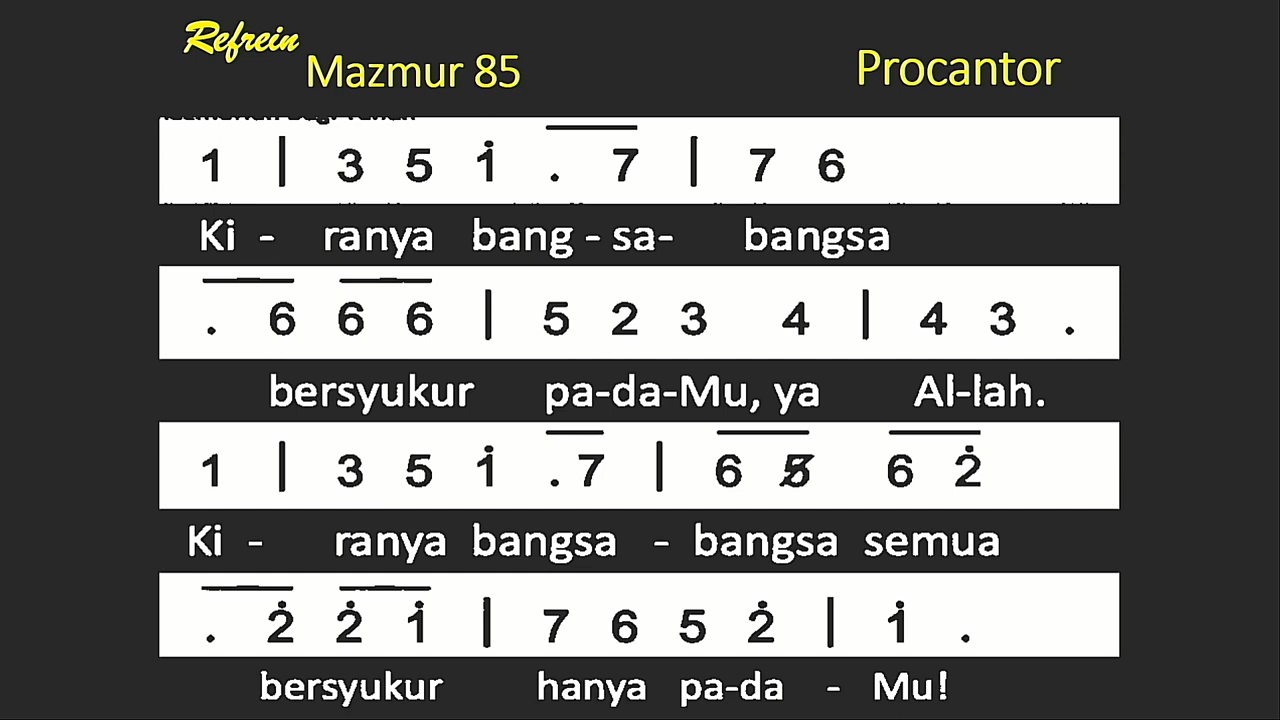 Refrein
Mazmur 85 Procantor
1 | 3 5 1̇ . 7 | 7 6
Ki - ranya bang - sa- bangsa
. 6 6 6 | 5 2 3 4 | 4 3 .
bersyukur pa-da-Mu, ya Al-lah.
1 | 3 5 1̇ . 7 | 6 5̸ 6 2̇
Ki - ranya bangsa - bangsa semua
. 2̇ 2̇ 1̇ | 7 6 5 2̇ | 1̇ .
bersyukur hanya pa-da - Mu!